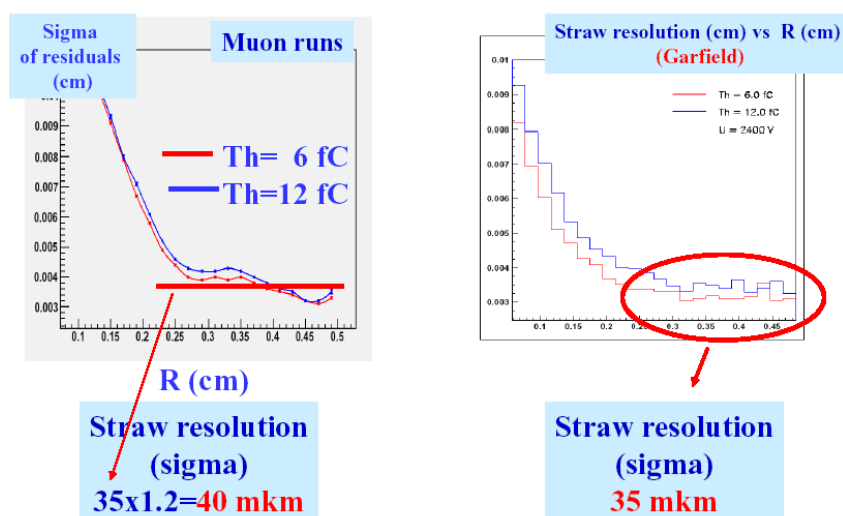 Sigma
of residuals
(cm)
Muon runs
0.009
0.008
0.007
0.006
0.005
0.004
0.003
Th= 6 fC
Th=12 fC
0.1 0.15 0.2 0.25 0.3 0.35 0.4 0.45 0.5
R (cm)
Straw resolution
(sigma)
35x1.2=40 mkm
Straw resolution (cm) vs R (cm)
(Garfield)
0.01
0.009
0.008
0.007
0.006
0.005
0.004
0.003
Th = 6.0 fC
Th = 12.0 fC
U = 2400 V
0.1 0.15 0.2 0.25 0.3 0.35 0.4 0.45
Straw resolution
(sigma)
35 mkm